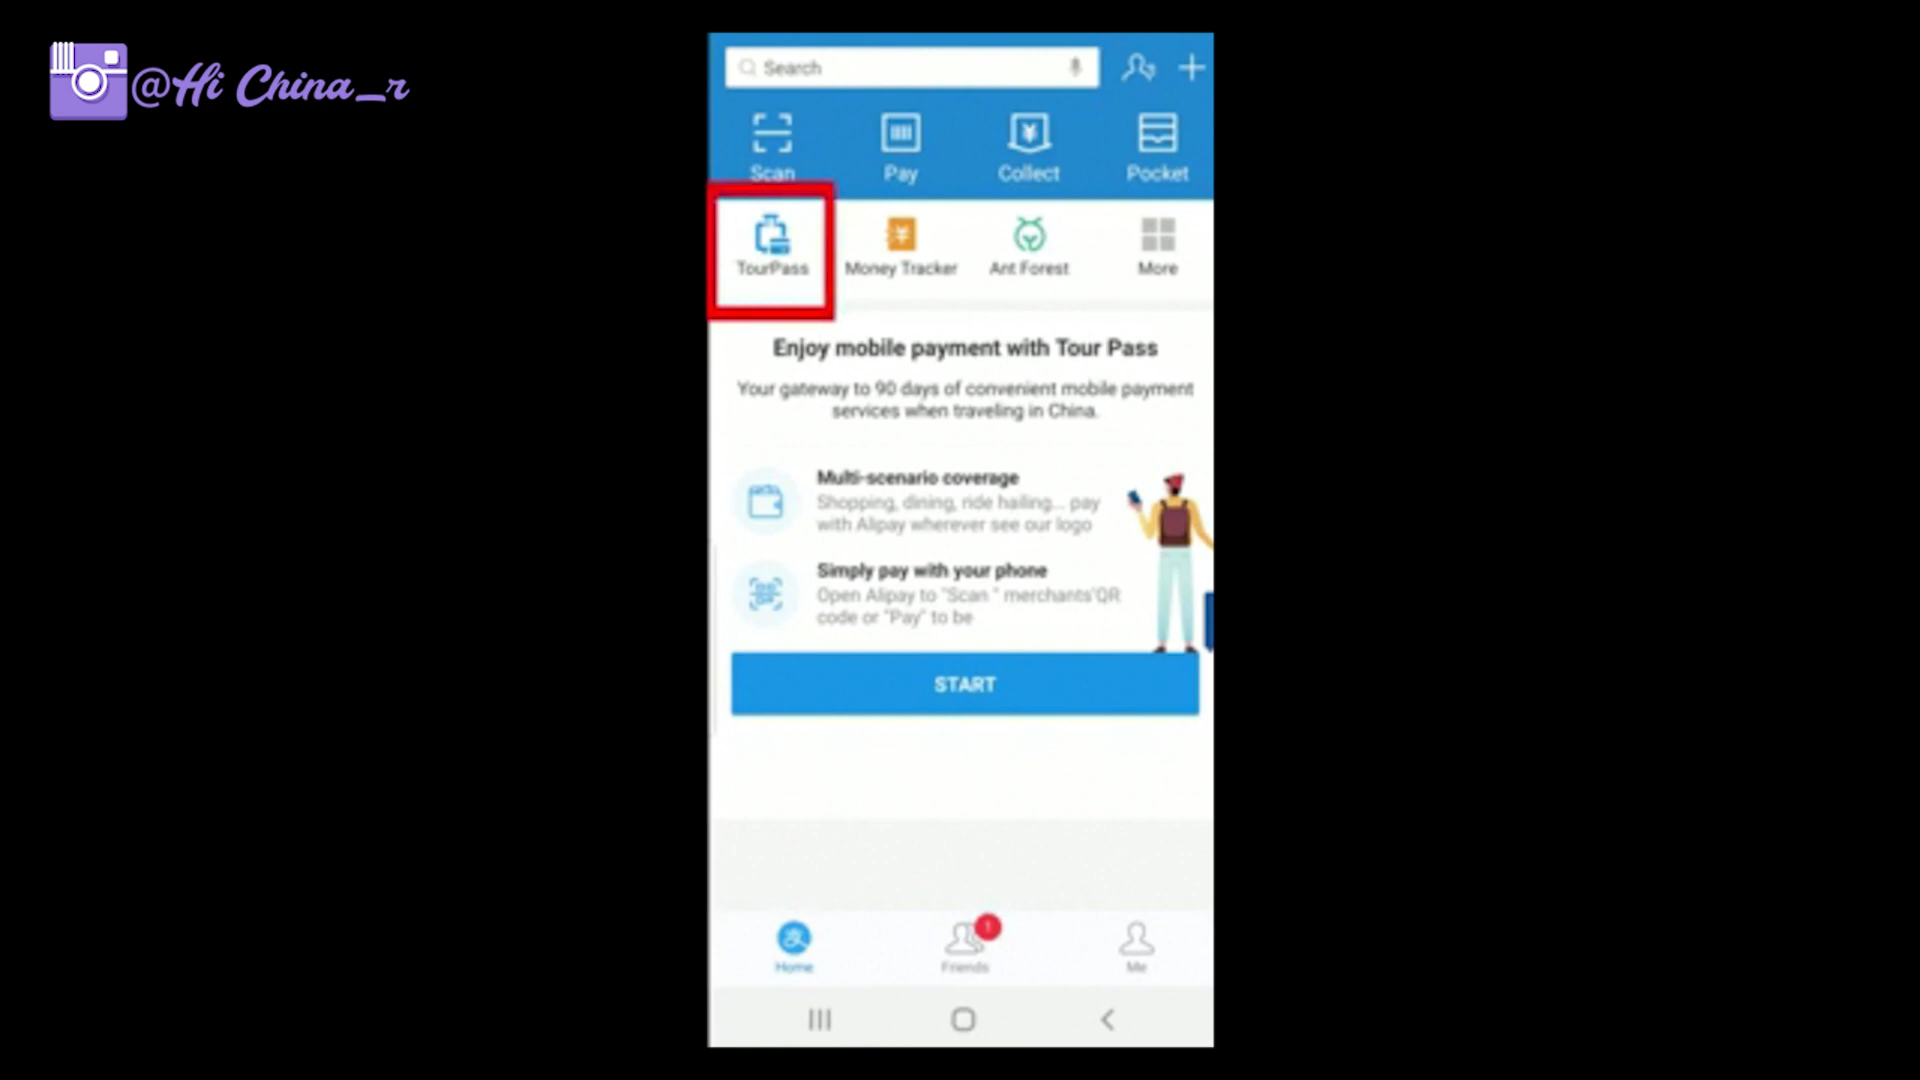 @Hi China_r
Search
Scan Pay Collect Pocket
TourPass Money Tracker Ant Forest More
Enjoy mobile payment with Tour Pass
Your gateway to 90 days of convenient mobile payment
services when traveling in China.
Multi-scenario coverage
Shopping, dining, ride hailing... pay
with Alipay wherever see our logo
Simply pay with your phone
Open Alipay to "Scan " merchants'QR
code or "Pay" to be
START
1
支
Home Friends Me